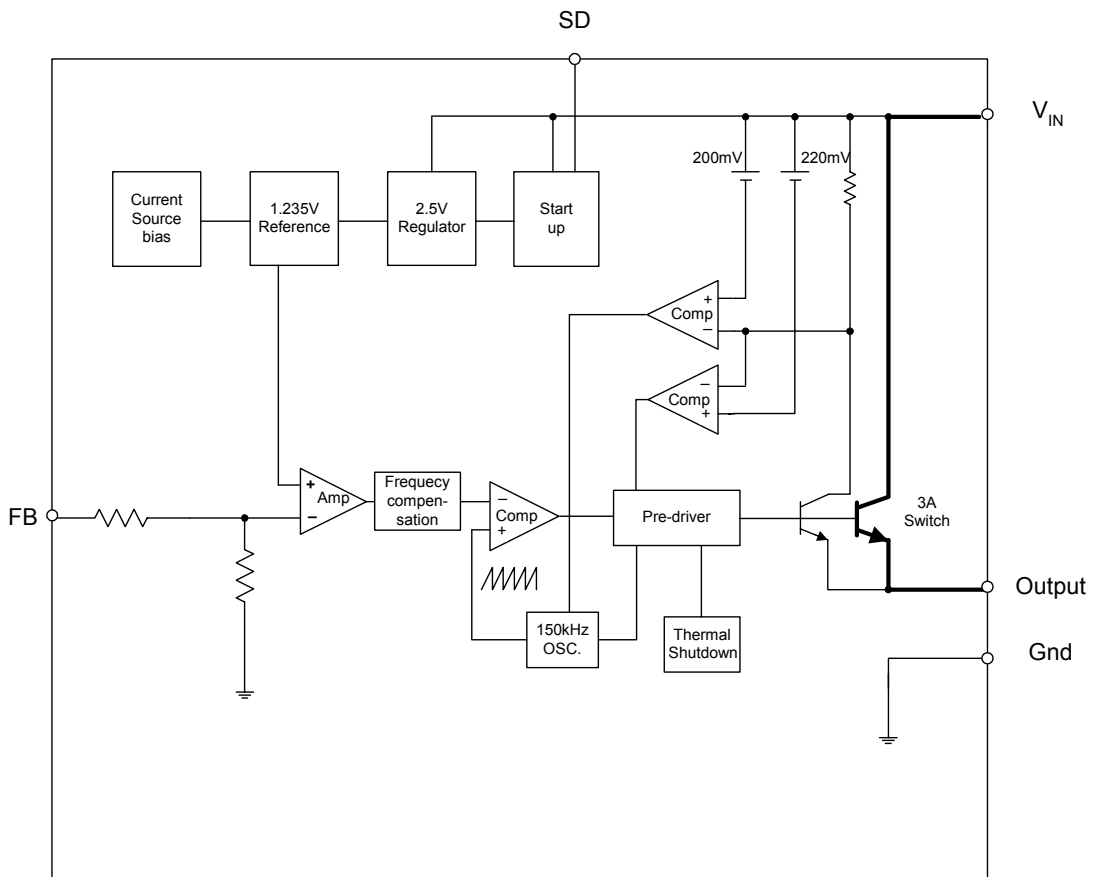 SD
V_IN
200mV
220mV
Current
Source
bias
1.235V
Reference
2.5V
Regulator
Start
up
+
Comp
–
–
Comp
+
FB
+
Amp
–
Frequecy
compen-
sation
–
Comp
+
Pre-driver
3A
Switch
150kHz
OSC.
Thermal
Shutdown
Output
Gnd